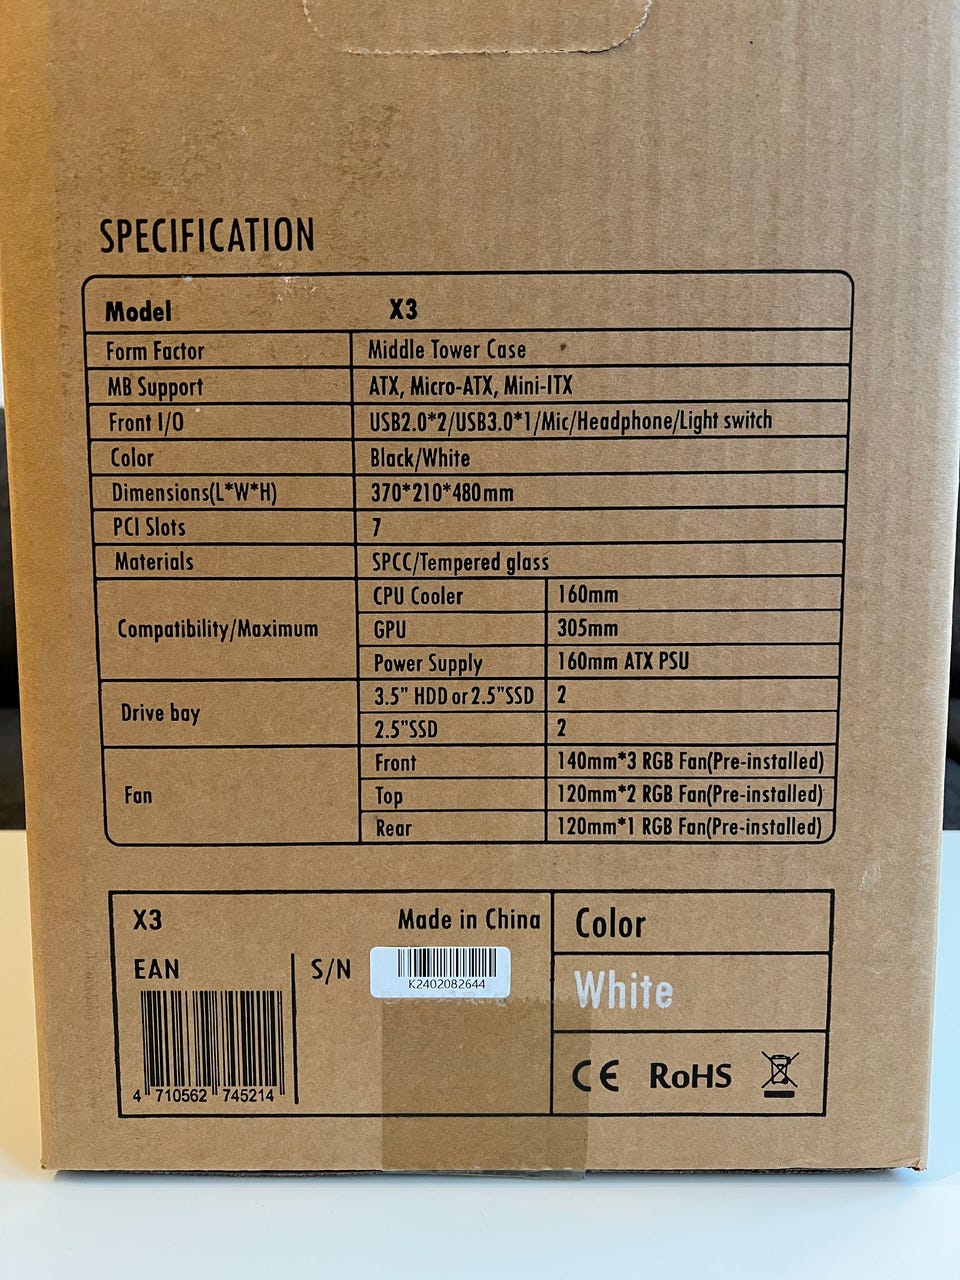 SPECIFICATION
Model X3
Form Factor Middle Tower Case
MB Support ATX, Micro-ATX, Mini-ITX
Front I/O USB2.0*2/USB3.0*1/Mic/Headphone/Light switch
Color Black/White
Dimensions(L*W*H) 370*210*480mm
PCI Slots 7
Materials SPCC/Tempered glass
Compatibility/Maximum
CPU Cooler 160mm
GPU 305mm
Power Supply 160mm ATX PSU
Drive bay
3.5" HDD or 2.5"SSD 2
2.5"SSD 2
Fan
Front 140mm*3 RGB Fan(Pre-installed)
Top 120mm*2 RGB Fan(Pre-installed)
Rear 120mm*1 RGB Fan(Pre-installed)
X3 Made in China
EAN
4 710562 745214
S/N
K2402082644
Color
White
CE RoHS